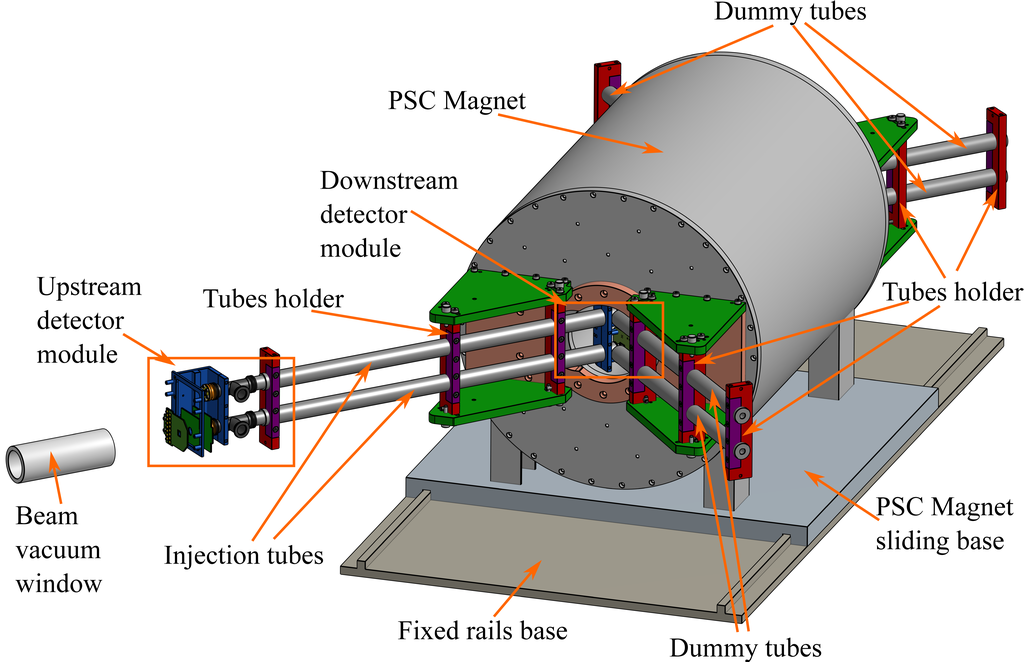 Dummy tubes
PSC Magnet
Downstream
detector
module
Upstream
detector
module
Tubes holder
Tubes holder
Beam
vacuum
window
Injection tubes
PSC Magnet
sliding base
Fixed rails base
Dummy tubes